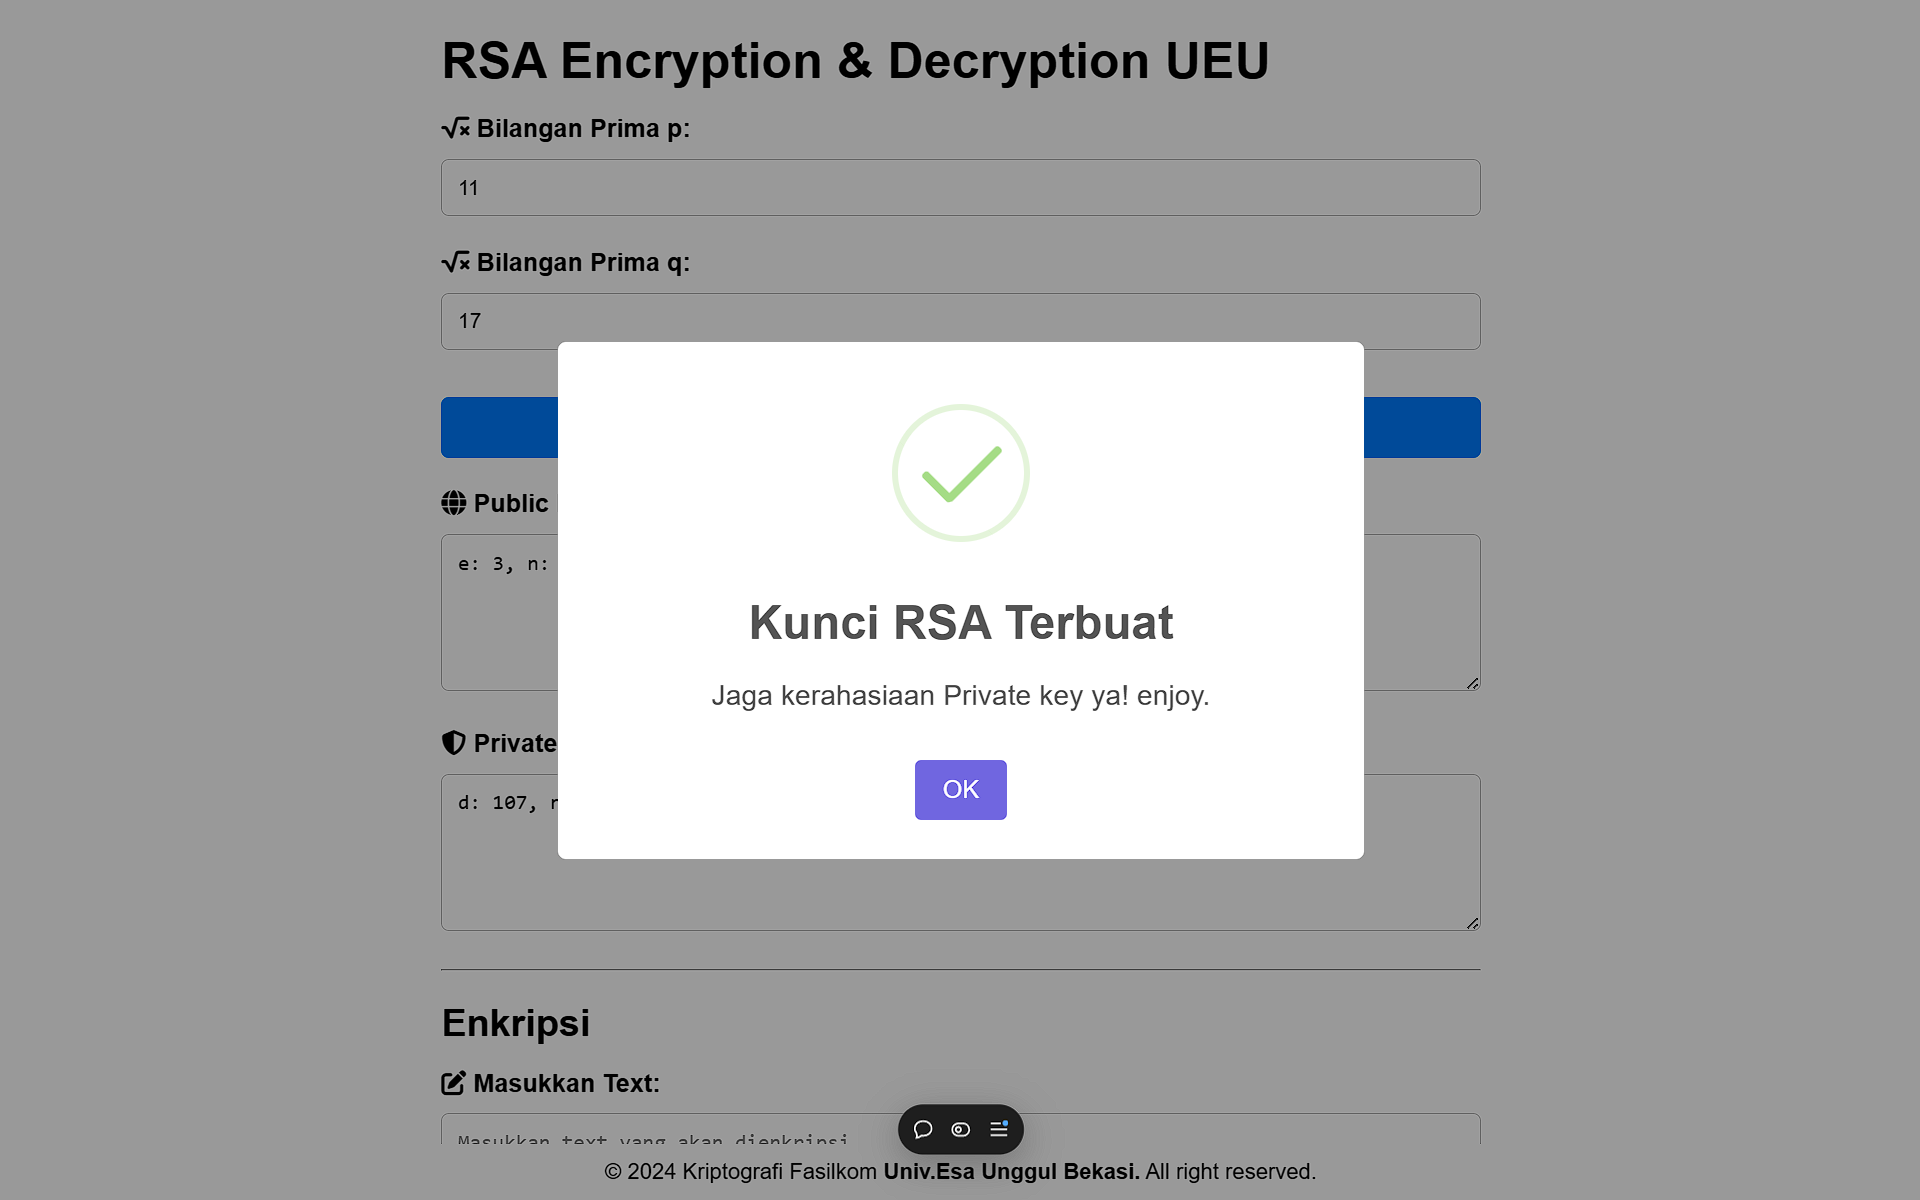 RSA Encryption & Decryption UEU
Bilangan Prima p:
11
Bilangan Prima q:
17
Public
e: 3, n:
Private
d: 107, n
Kunci RSA Terbuat
Jaga kerahasiaan Private key ya! enjoy.
OK
Enkripsi
Masukkan Text:
Masukkan text yang akan dienkripsi
© 2024 Kriptografi Fasilkom Univ.Esa Unggul Bekasi. All right reserved.